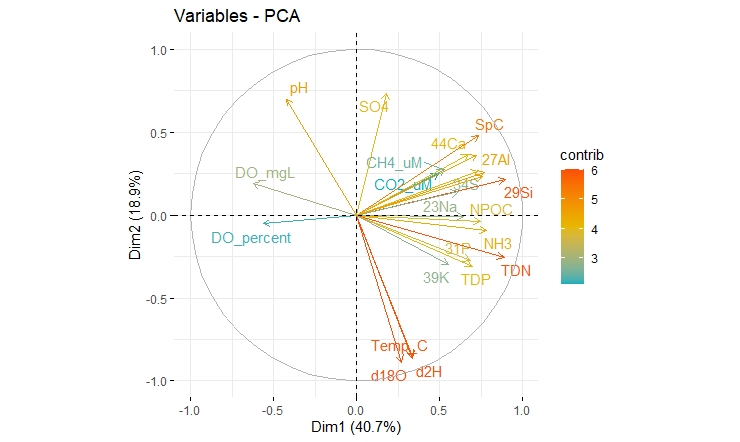 Variables - PCA
1.0
0.5
0.0
-0.5
-1.0
Dim2 (18.9%)
pH
SO4
SpC
44Ca
27Al
CH4_uM
DO_mgL
CO2_uM
34S
29Si
23Na
NPOC
DO_percent
NH3
31P
TDN
39K
TDP
Temp_C
d18O
d2H
-1.0
-0.5
0.0
0.5
1.0
Dim1 (40.7%)
contrib
6
5
4
3